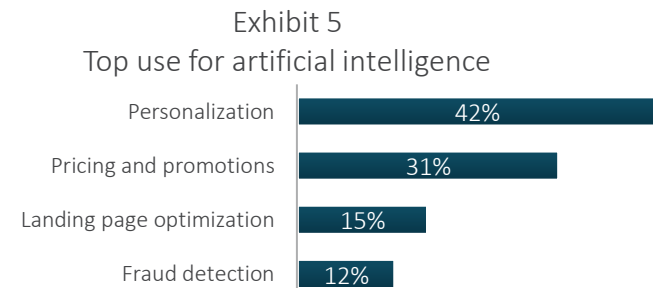 Exhibit 5
Top use for artificial intelligence
Personalization 42%
Pricing and promotions 31%
Landing page optimization 15%
Fraud detection 12%